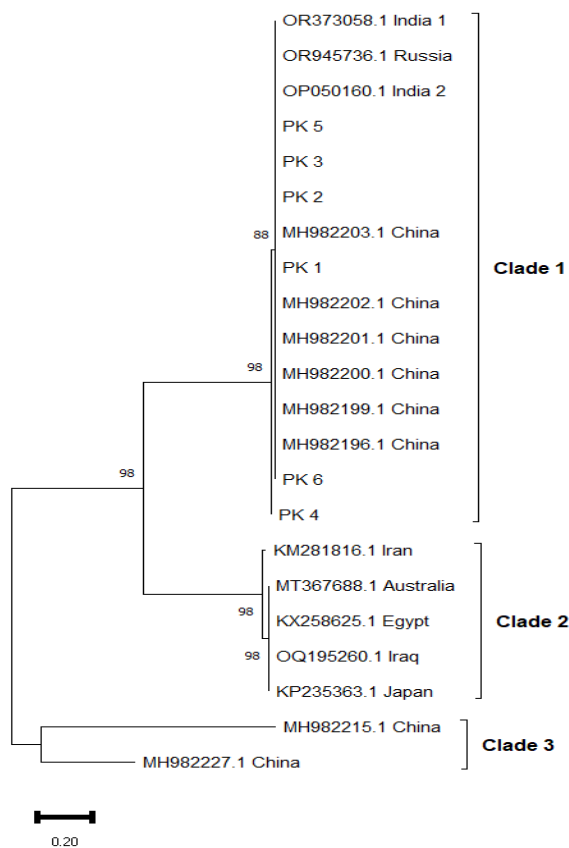 OR373058.1 India 1
OR945736.1 Russia
OP050160.1 India 2
PK 5
PK 3
PK 2
88
MH982203.1 China
PK 1
Clade 1
MH982202.1 China
MH982201.1 China
98
MH982200.1 China
MH982199.1 China
MH982196.1 China
98
PK 6
PK 4
KM281816.1 Iran
MT367688.1 Australia
98
KX258625.1 Egypt
Clade 2
98
OQ195260.1 Iraq
KP235363.1 Japan
MH982215.1 China
Clade 3
MH982227.1 China
0.20